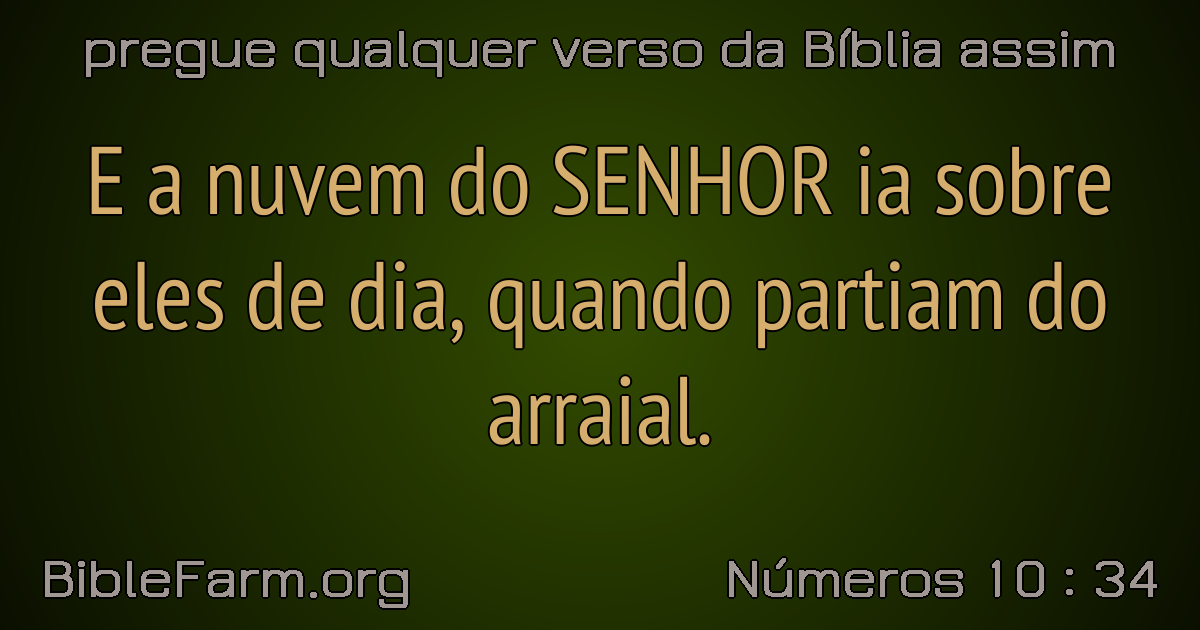 pregue qualquer verso da Bíblia assim
E a nuvem do SENHOR ia sobre
eles de dia, quando partiam do
arraial.
BibleFarm.org
Números 10 : 34